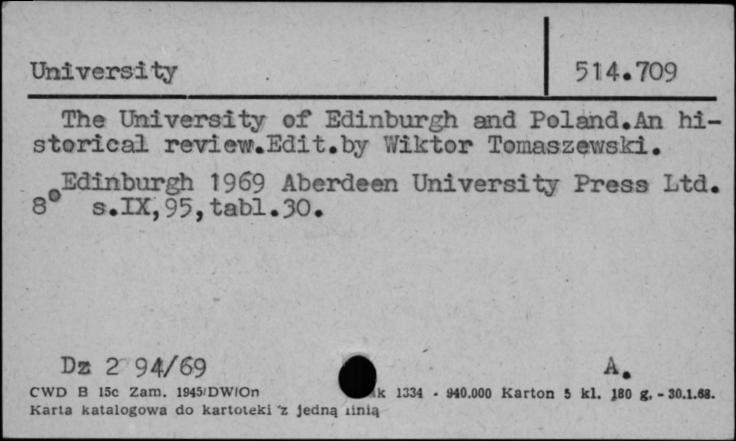 University 514.709
The University of Edinburgh and Poland.An hi-
storical review.Edit.by Wiktor Tomaszewski.
Edinburgh 1969 Aberdeen University Press Ltd.
8° s.IX,95,tabl.30.
Dz 2 94/69 A.
CWD B 15c Zam. 1945/DW/On k 1334 - 940.000 Karton 5 kl. 180 g. - 30.1.68.
Karta katalogowa do kartoteki z jedną linią